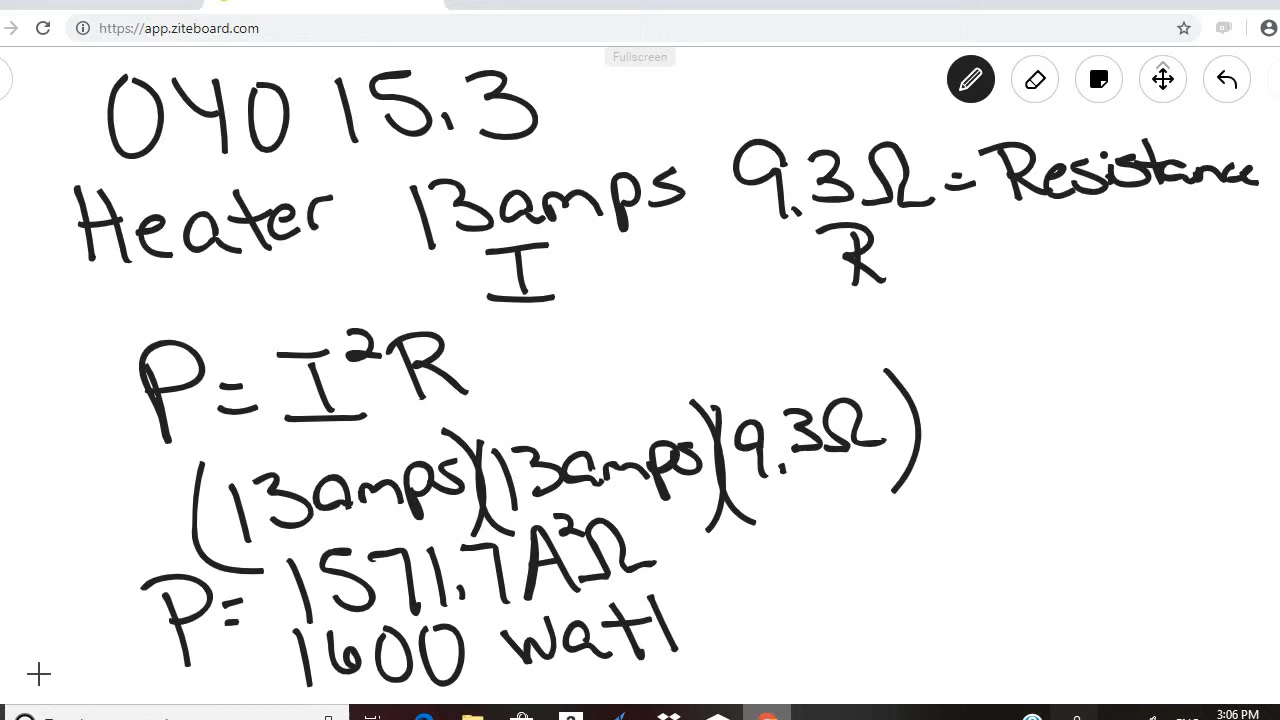 https://app.ziteboard.com
Fullscreen
OYO 15.3
Heater 13amps 9.3Ω = Resistance
I R
P = I²R
(13amps)(13amps)(9.3Ω)
P = 1571.7A²Ω
1600 watt
3:06 PM